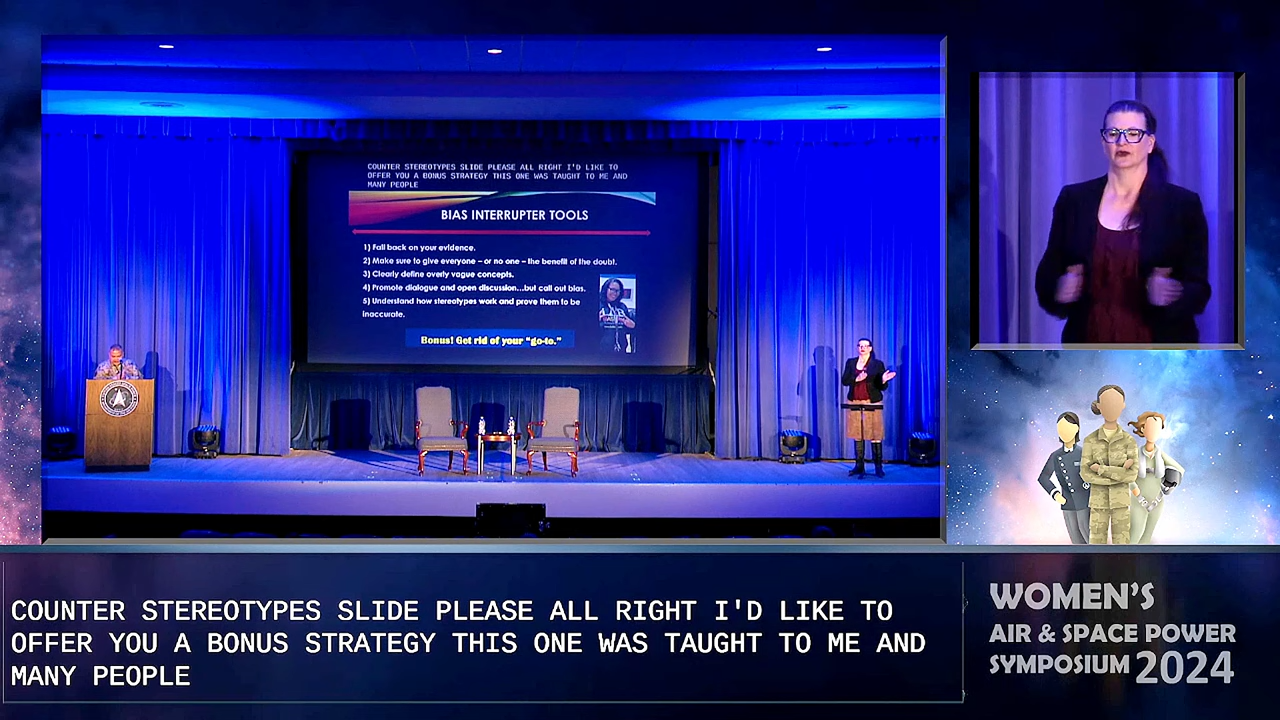 COUNTER STEREOTYPES SLIDE PLEASE ALL RIGHT I'D LIKE TO
OFFER YOU A BONUS STRATEGY THIS ONE WAS TAUGHT TO ME AND
MANY PEOPLE
BIAS INTERRUPTER TOOLS
1) Fall back on your evidence.
2) Make sure to give everyone – or no one – the benefit of the doubt.
3) Clearly define overly vague concepts.
4) Promote dialogue and open discussion...but call out bias.
5) Understand how stereotypes work and prove them to be
inaccurate.
Bonus! Get rid of your "go-to."
COUNTER STEREOTYPES SLIDE PLEASE ALL RIGHT I'D LIKE TO
OFFER YOU A BONUS STRATEGY THIS ONE WAS TAUGHT TO ME AND
MANY PEOPLE
WOMEN'S
AIR & SPACE POWER
SYMPOSIUM 2024